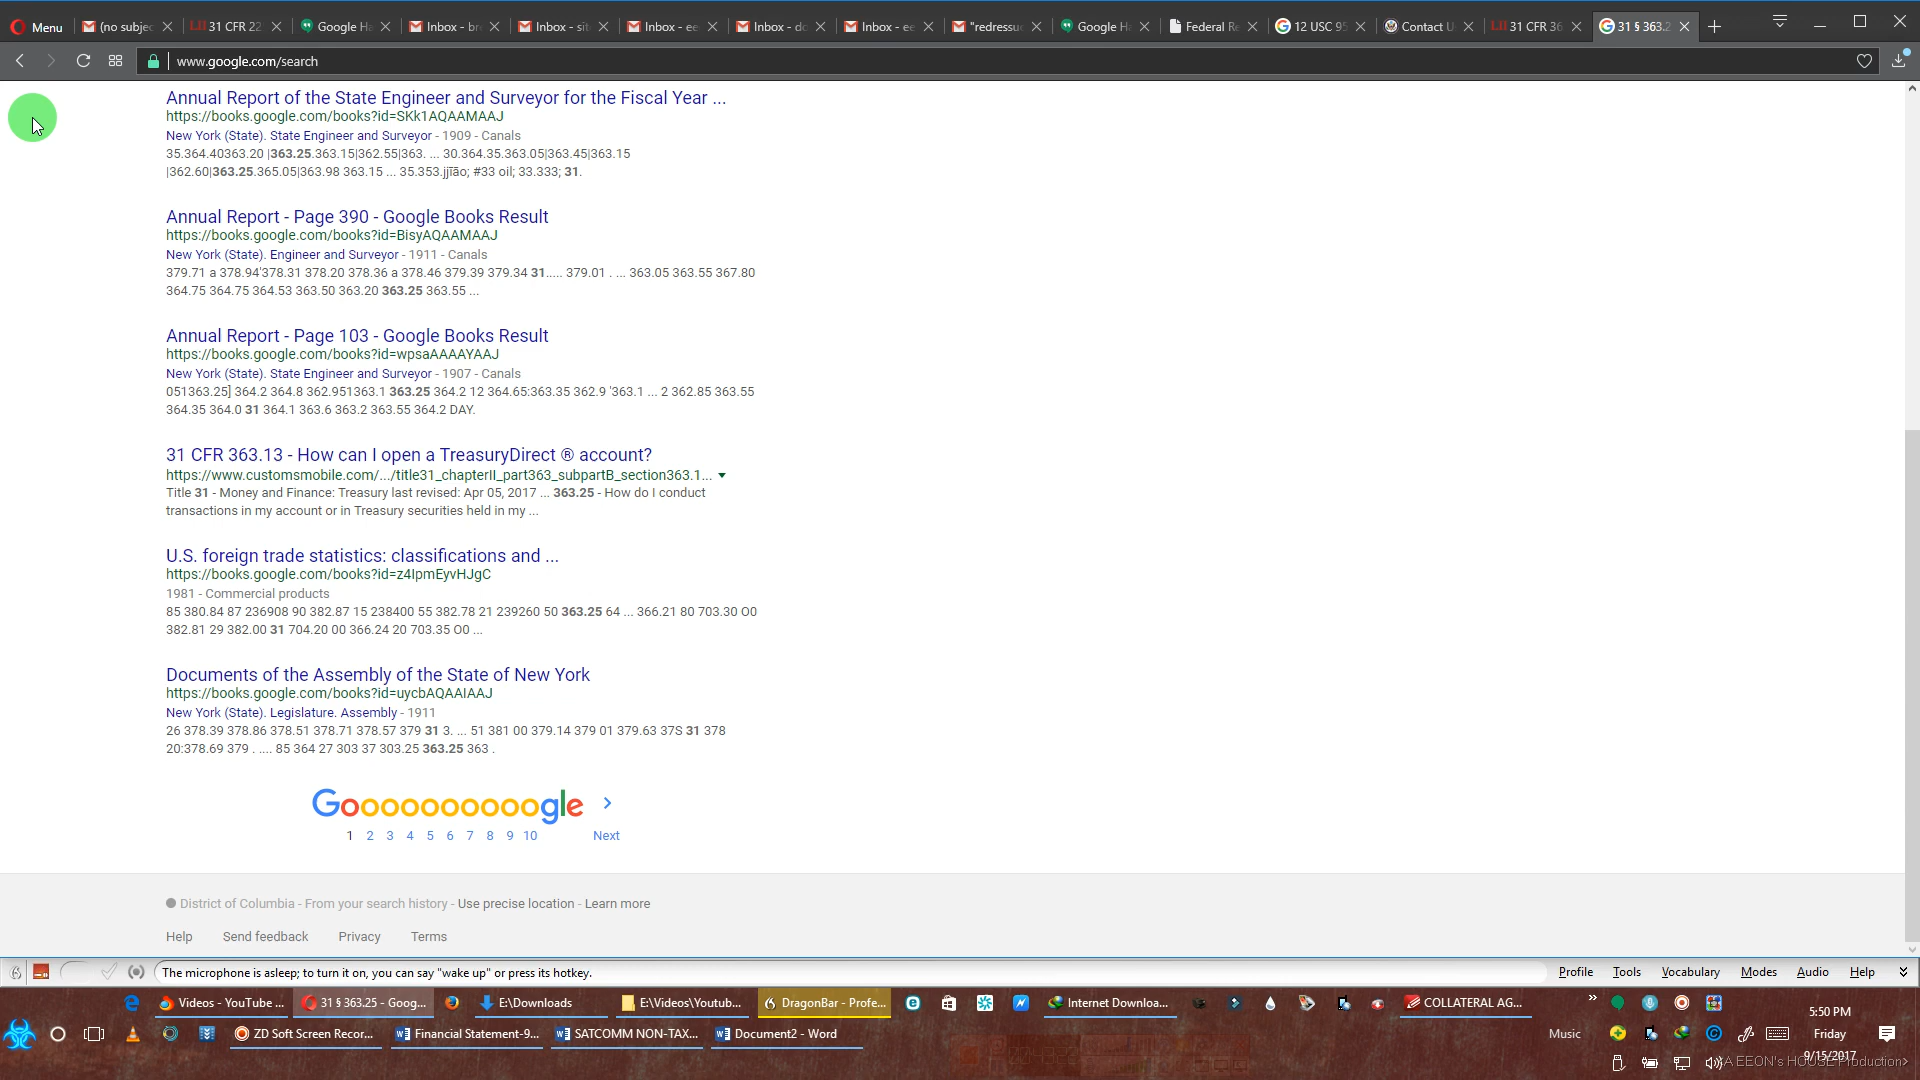 Menu
(no subjec
31 CFR 22
Google Ha
Inbox - br
Inbox - sit
Inbox - ee
Inbox - do
Inbox - ee
"redressuc
Google Ha
Federal Re
12 USC 95
Contact U
31 CFR 36
31 § 363.2
www.google.com/search
Annual Report of the State Engineer and Surveyor for the Fiscal Year ...
https://books.google.com/books?id=SKk1AQAAMAAJ
New York (State). State Engineer and Surveyor - 1909 - Canals
35.364.40363.20 |363.25.363.15|362.55|363. ... 30.364.35.363.05|363.45|363.15
|362.60|363.25.365.05|363.98 363.15 ... 35.353.jjīāo; #33 oil; 33.333; 31.
Annual Report - Page 390 - Google Books Result
https://books.google.com/books?id=BisyAQAAMAAJ
New York (State). Engineer and Surveyor - 1911 - Canals
379.71 a 378.94'378.31 378.20 378.36 a 378.46 379.39 379.34 31..... 379.01 . ... 363.05 363.55 367.80
364.75 364.75 364.53 363.50 363.20 363.25 363.55 ...
Annual Report - Page 103 - Google Books Result
https://books.google.com/books?id=wpsaAAAAYAAJ
New York (State). State Engineer and Surveyor - 1907 - Canals
051363.25] 364.2 364.8 362.951363.1 363.25 364.2 12 364.65:363.35 362.9 '363.1 ... 2 362.85 363.55
364.35 364.0 31 364.1 363.6 363.2 363.55 364.2 DAY.
31 CFR 363.13 - How can I open a TreasuryDirect ® account?
https://www.customsmobile.com/.../title31_chapterII_part363_subpartB_section363.1...
Title 31 - Money and Finance: Treasury last revised: Apr 05, 2017 ... 363.25 - How do I conduct
transactions in my account or in Treasury securities held in my ...
U.S. foreign trade statistics: classifications and ...
https://books.google.com/books?id=z4IpmEyvHJgC
1981 - Commercial products
85 380.84 87 236908 90 382.87 15 238400 55 382.78 21 239260 50 363.25 64 ... 366.21 80 703.30 O0
382.81 29 382.00 31 704.20 00 366.24 20 703.35 O0 ...
Documents of the Assembly of the State of New York
https://books.google.com/books?id=uycbAQAAIAAJ
New York (State). Legislature. Assembly - 1911
26 378.39 378.86 378.51 378.71 378.57 379 31 3. ... 51 381 00 379.14 379 01 379.63 37S 31 378
20:378.69 379 . .... 85 364 27 303 37 303.25 363.25 363 .
Goooooooooogle >
1 2 3 4 5 6 7 8 9 10 Next
District of Columbia - From your search history - Use precise location - Learn more
Help Send feedback Privacy Terms
The microphone is asleep; to turn it on, you can say "wake up" or press its hotkey.
Profile Tools Vocabulary Modes Audio Help
Videos - YouTube ...
31 § 363.25 - Goog...
E:\Downloads
E:\Videos\Youtub...
DragonBar - Profe...
Internet Downloa...
COLLATERAL AG...
ZD Soft Screen Recor...
Financial Statement-9...
SATCOMM NON-TAX...
Document2 - Word
Music
5:50 PM
Friday
9/15/2017
A EEON's HOUSE Production>